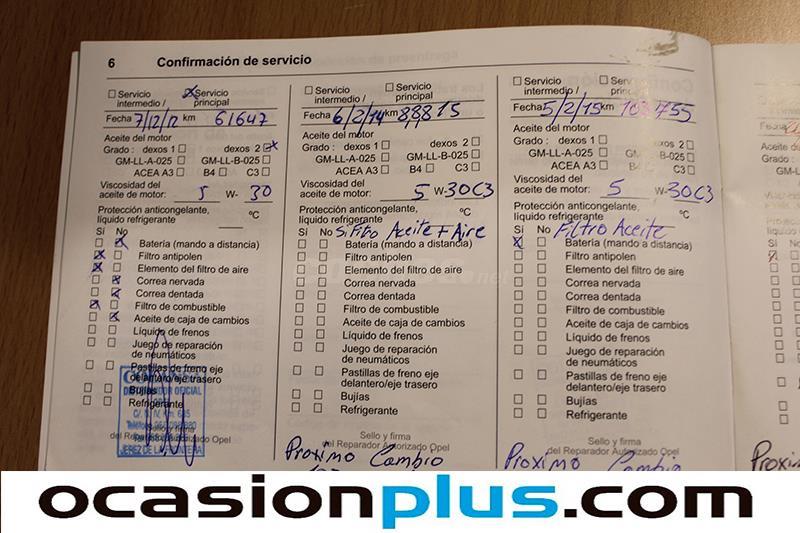 6 Confirmación de servicio
Servicio intermedio /
Servicio principal
Fecha 7/12/12 km 61647
Aceite del motor
Grado : dexos 1 dexos 2
GM-LL-A-025 GM-LL-B-025
ACEA A3 B4 C3
Viscosidad del
aceite de motor: 5 W- 30
Protección anticongelante,
líquido refrigerante °C
Sí No
Batería (mando a distancia)
Filtro antipolen
Elemento del filtro de aire
Correa nervada
Correa dentada
Filtro de combustible
Aceite de caja de cambios
Líquido de frenos
Juego de reparación
de neumáticos
Pastillas de freno eje
delantero/eje trasero
Bujías
Refrigerante
Sello y firma
del Reparador Autorizado Opel
JEREZ DE LA FRONTERA
Servicio intermedio /
Servicio principal
Fecha 6/2/14 km 88815
Aceite del motor
Grado : dexos 1 dexos 2
GM-LL-A-025 GM-LL-B-025
ACEA A3 B4 C3
Viscosidad del
aceite de motor: 5 W-30C3
Protección anticongelante,
líquido refrigerante °C
Sí No Filtro Aceite + Aire
Batería (mando a distancia)
Filtro antipolen
Elemento del filtro de aire
Correa nervada
Correa dentada
Filtro de combustible
Aceite de caja de cambios
Líquido de frenos
Juego de reparación
de neumáticos
Pastillas de freno eje
delantero/eje trasero
Bujías
Refrigerante
Sello y firma
del Reparador Autorizado Opel
Próximo Cambio
Servicio intermedio /
Servicio principal
Fecha 5/2/15 km
Aceite del motor
Grado : dexos 1 dexos 2
GM-LL-A-025 GM-LL-B-025
ACEA A3 B4 C3
Viscosidad del
aceite de motor: 5 W-30C3
Protección anticongelante,
líquido refrigerante °C
Sí No Filtro Aceite
Batería (mando a distancia)
Filtro antipolen
Elemento del filtro de aire
Correa nervada
Correa dentada
Filtro de combustible
Aceite de caja de cambios
Líquido de frenos
Juego de reparación
de neumáticos
Pastillas de freno eje
delantero/eje trasero
Bujías
Refrigerante
Sello y firma
del Reparador Autorizado Opel
Próximo Cambio
ocasionplus.com